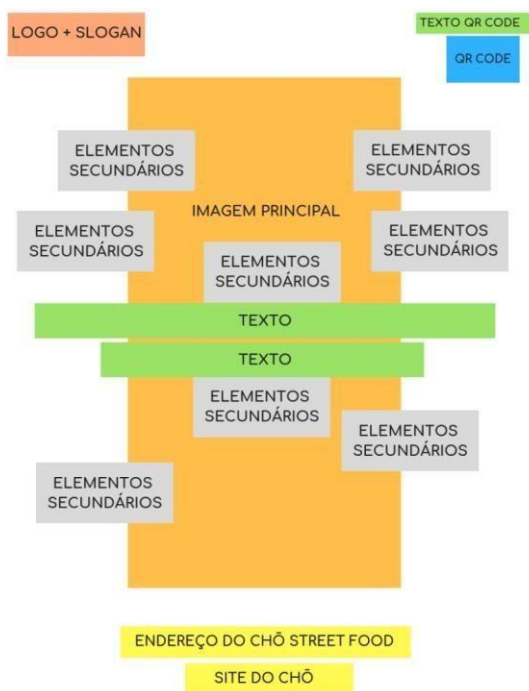 LOGO + SLOGAN
TEXTO QR CODE
QR CODE
ELEMENTOS
SECUNDÁRIOS
ELEMENTOS
SECUNDÁRIOS
ELEMENTOS
SECUNDÁRIOS
ELEMENTOS
SECUNDÁRIOS
IMAGEM PRINCIPAL
ELEMENTOS
SECUNDÁRIOS
TEXTO
TEXTO
ELEMENTOS
SECUNDÁRIOS
ELEMENTOS
SECUNDÁRIOS
ELEMENTOS
SECUNDÁRIOS
ENDEREÇO DO CHÕ STREET FOOD
SITE DO CHÕ